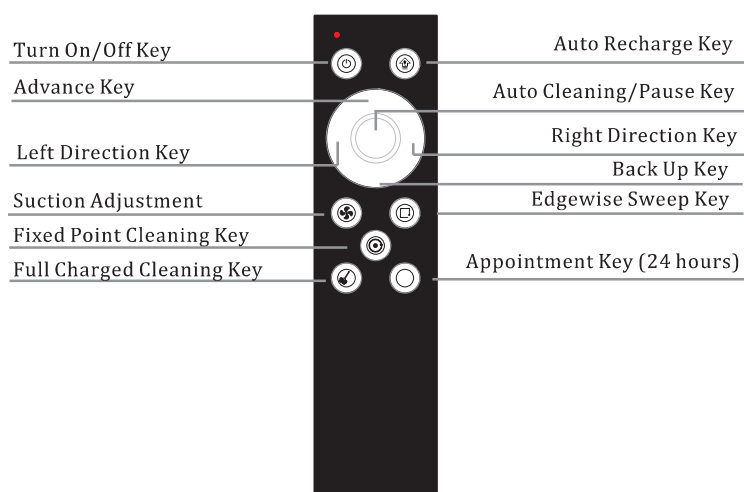 Turn On/Off Key
Auto Recharge Key
Advance Key
Auto Cleaning/Pause Key
Left Direction Key
Right Direction Key
Back Up Key
Suction Adjustment
Edgewise Sweep Key
Fixed Point Cleaning Key
Full Charged Cleaning Key
Appointment Key (24 hours)